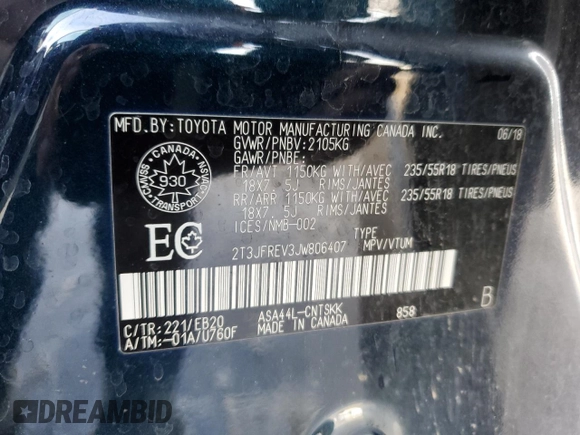 MFD.BY:TOYOTA MOTOR MANUFACTURING CANADA INC. 06/18
GVWR/PNBV:2105KG
GAWR/PNBE:
FR/AVT 1150KG WITH/AVEC 235/55R18 TIRES/PNEUS
18X7.5J RIMS/JANTES
RR/ARR 1150KG WITH/AVEC 235/55R18 TIRES/PNEUS
18X7.5J RIMS/JANTES
ICES/NMB-002
CANADA
930
TRANSPORT
CMVSS
NSVAC
EC
TYPE
2T3JFREV3JW806407 MPV/VTUM
C/TR:221/EB20 ASA44L-CNTSKK 858 B
A/TM:-01A/U760F MADE IN CANADA
DREAMBID